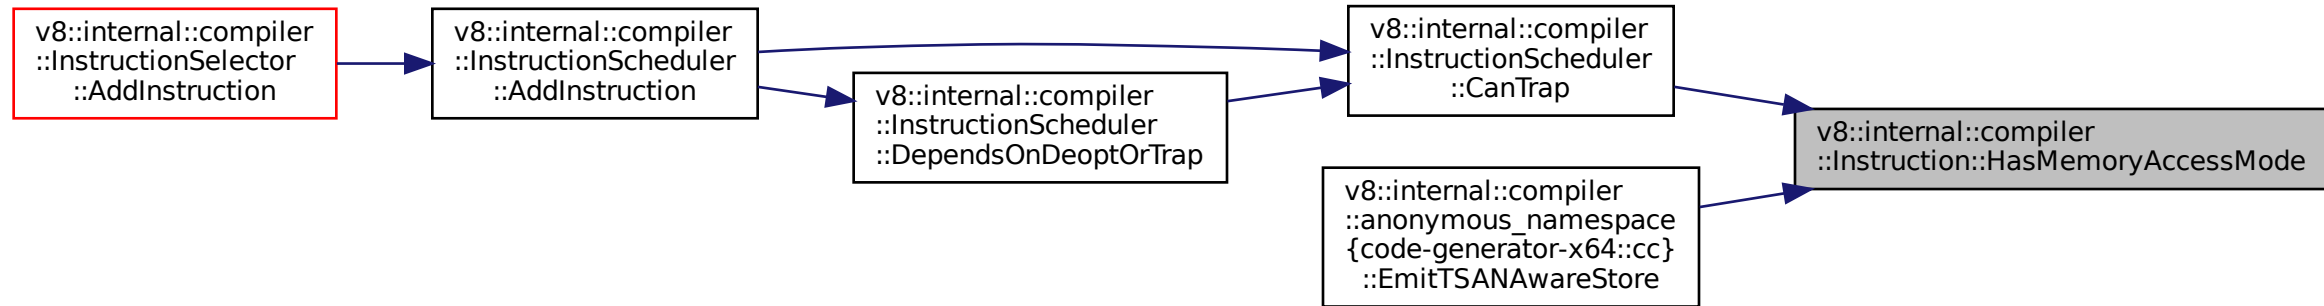 v8::internal::compiler
::InstructionSelector
::AddInstruction
v8::internal::compiler
::InstructionScheduler
::AddInstruction
v8::internal::compiler
::InstructionScheduler
::DependsOnDeoptOrTrap
v8::internal::compiler
::InstructionScheduler
::CanTrap
v8::internal::compiler
::anonymous_namespace
{code-generator-x64::cc}
::EmitTSANAwareStore
v8::internal::compiler
::Instruction::HasMemoryAccessMode